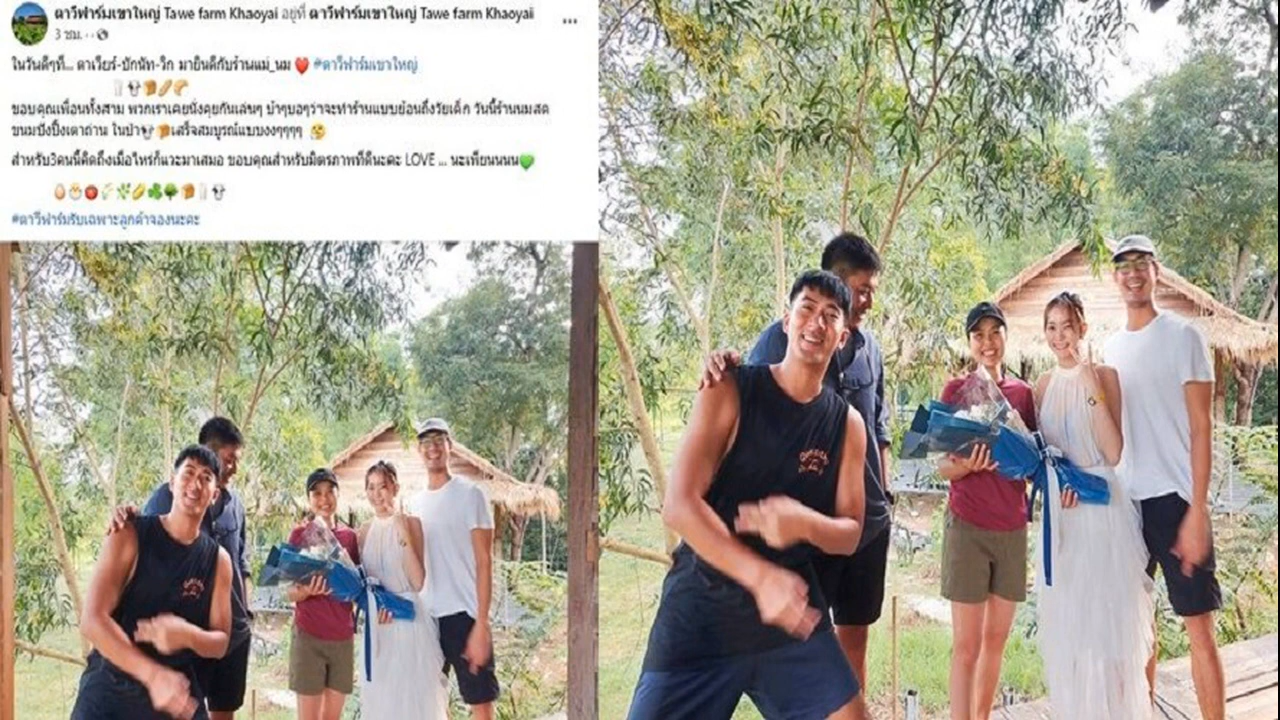 ตาวีฟาร์มเขาใหญ่ Tawe farm Khaoyai อยู่ที่ ตาวีฟาร์มเขาใหญ่ Tawe farm Khaoyai
3 ชม.
ในวันดีๆที่... ตาเวียร์-บักนัท-วิก มายินดีกับร้านแม่_นม ❤️ #ตาวีฟาร์มเขาใหญ่
ขอบคุณเพื่อนทั้งสาม พวกเราเคยนั่งคุยกันเล่นๆ บ้าๆบอๆว่าจะทำร้านแบบย้อนถึงวัยเด็ก วันนี้ร้านนมสด
ขนมปังปิ้งเตาถ่าน ในป่า เสร็จสมบูรณ์แบบงงๆๆๆๆ
สำหรับ3คนนี้คิดถึงเมื่อไหร่ก็แวะมาเสมอ ขอบคุณสำหรับมิตรภาพที่ดีนะคะ LOVE ... นะเพี่ยนนนน💚
#ตาวีฟาร์มรับเฉพาะลูกค้าจองนะคะ